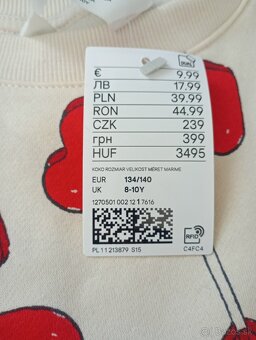 € 9.99
ЛВ 17.99
PLN 39.99
RON 44.99
CZK 239
грн 399
HUF 3495
KOKO ROZMIAR VELIKOST MÉRET MARIME
EUR 134/140
UK 8-10Y
1270501 002 12 1 7616
RFID
PL 11 213879 S15
C4FC4